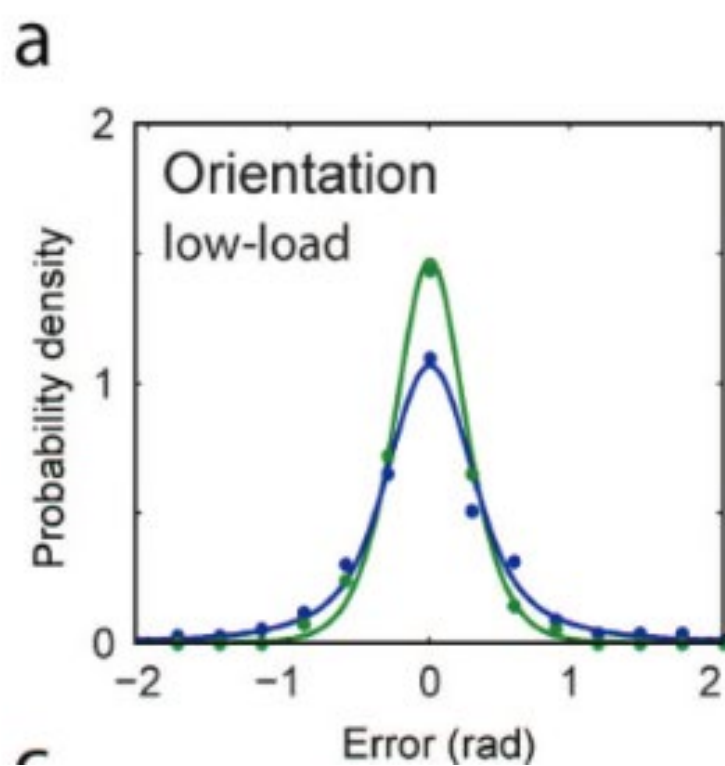 a
2
Orientation
low-load
Probability density
1
0
−2 −1 0 1 2
Error (rad)